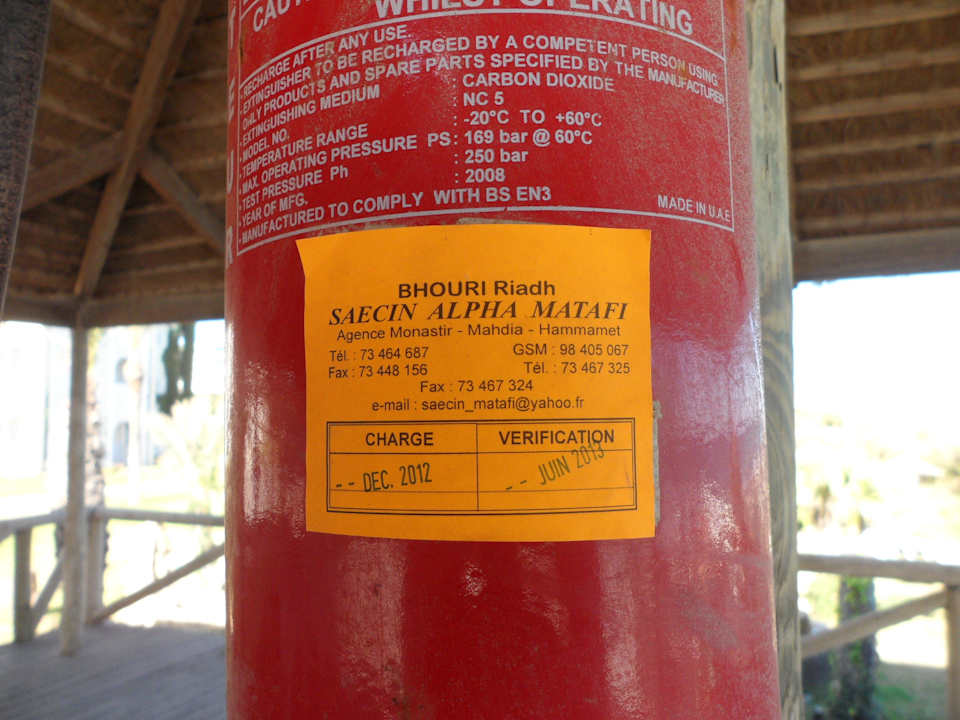 CAUT
WHILST OPERATING
-RECHARGE AFTER ANY USE.
-EXTINGUISHER TO BE RECHARGED BY A COMPETENT PERSON USING
ONLY PRODUCTS AND SPARE PARTS SPECIFIED BY THE MANUFACTURER
-EXTINGUISHING MEDIUM : CARBON DIOXIDE
-MODEL NO. : NC 5
-TEMPERATURE RANGE : -20°C TO +60°C
-MAX. OPERATING PRESSURE PS : 169 bar @ 60°C
-TEST PRESSURE Ph : 250 bar
-YEAR OF MFG. : 2008
-MANUFACTURED TO COMPLY WITH BS EN3
MADE IN U.A.E
BHOURI Riadh
SAECIN ALPHA MATAFI
Agence Monastir - Mahdia - Hammamet
Tél. : 73 464 687 GSM : 98 405 067
Fax : 73 448 156 Tél. : 73 467 325
Fax : 73 467 324
e-mail : saecin_matafi@yahoo.fr
CHARGE VERIFICATION
-- DEC. 2012 -- JUIN 2013